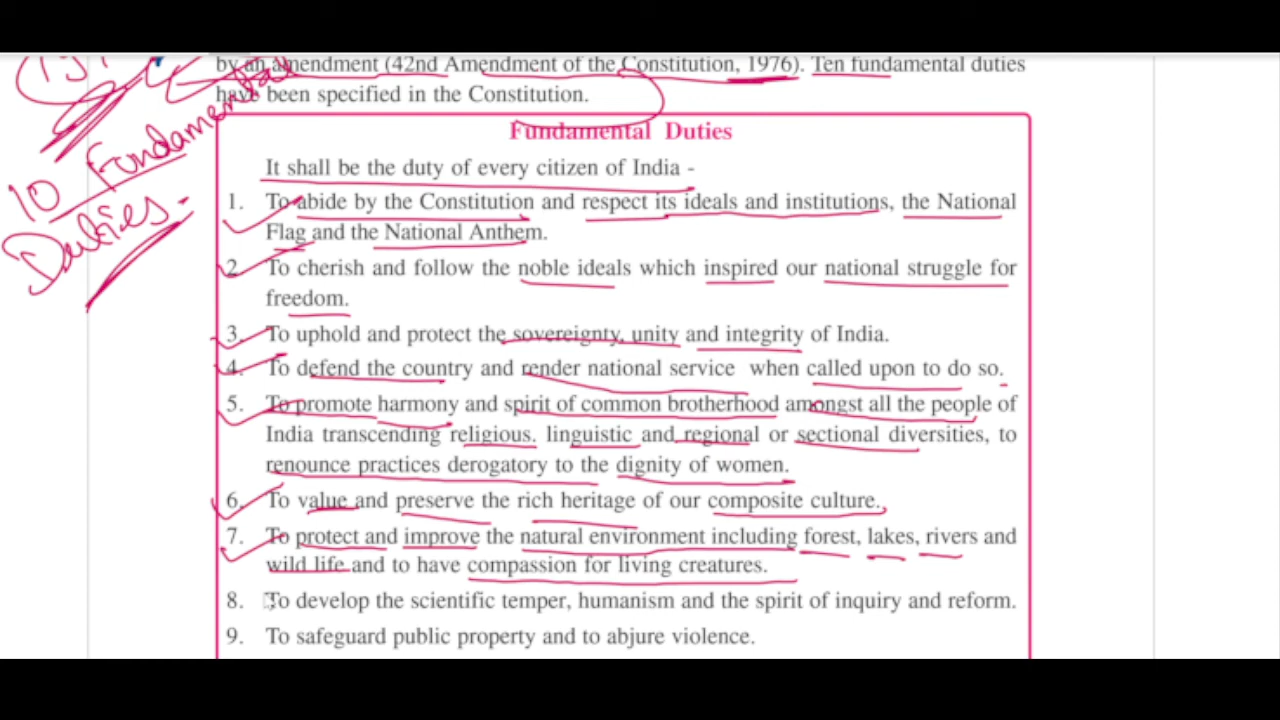 by an amendment (42nd Amendment of the Constitution, 1976). Ten fundamental duties
have been specified in the Constitution.
10 Fundamental
Duties.
Fundamental Duties
It shall be the duty of every citizen of India -
1. To abide by the Constitution and respect its ideals and institutions, the National
Flag and the National Anthem.
2. To cherish and follow the noble ideals which inspired our national struggle for
freedom.
3. To uphold and protect the sovereignty, unity and integrity of India.
4. To defend the country and render national service when called upon to do so.
5. To promote harmony and spirit of common brotherhood amongst all the people of
India transcending religious. linguistic and regional or sectional diversities, to
renounce practices derogatory to the dignity of women.
6. To value and preserve the rich heritage of our composite culture.
7. To protect and improve the natural environment including forest, lakes, rivers and
wild life and to have compassion for living creatures.
8. To develop the scientific temper, humanism and the spirit of inquiry and reform.
9. To safeguard public property and to abjure violence.